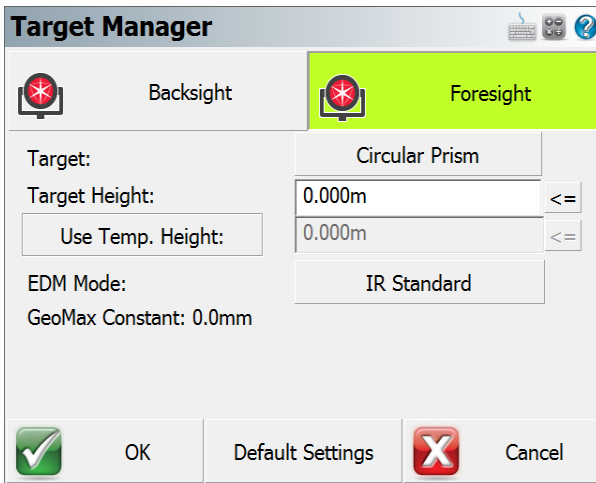 Target Manager
Backsight
Foresight
Target:
Circular Prism
Target Height:
0.000m
<=
Use Temp. Height:
0.000m
<=
EDM Mode:
IR Standard
GeoMax Constant: 0.0mm
OK
Default Settings
Cancel